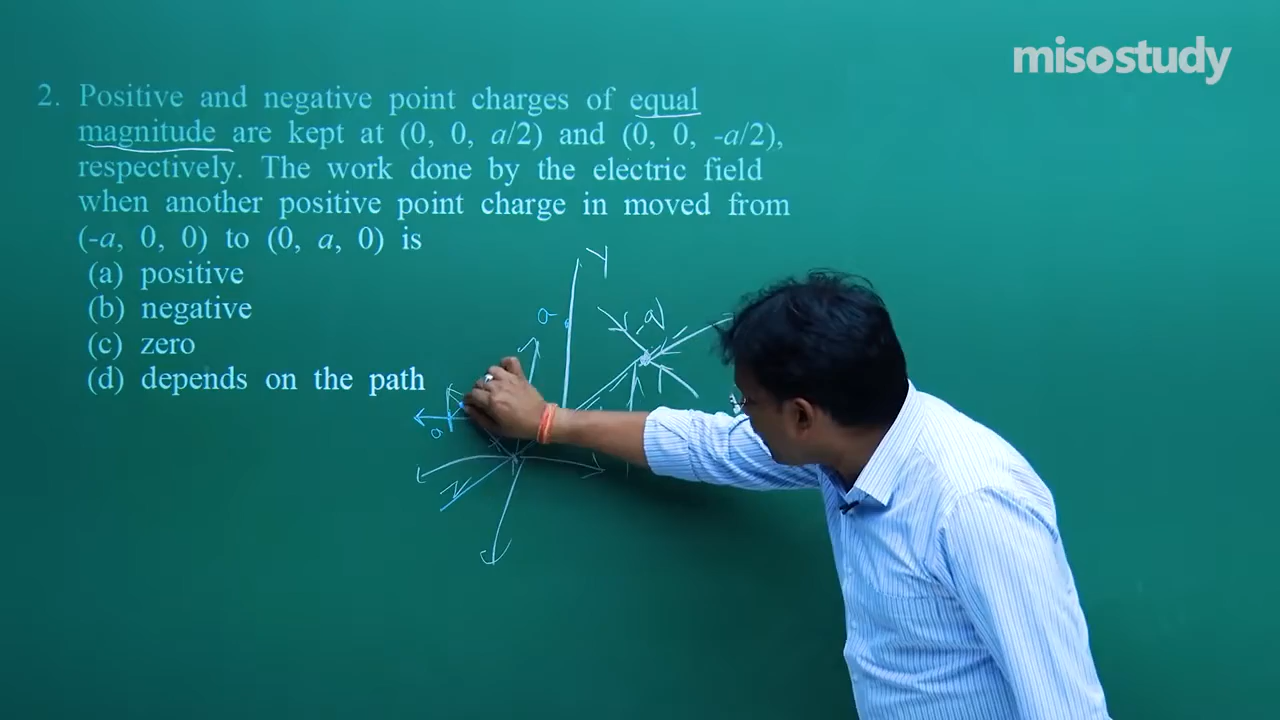 misostudy
2. Positive and negative point charges of equal
magnitude are kept at (0, 0, a/2) and (0, 0, -a/2),
respectively. The work done by the electric field
when another positive point charge in moved from
(-a, 0, 0) to (0, a, 0) is
(a) positive
(b) negative
(c) zero
(d) depends on the path
Y
a
a